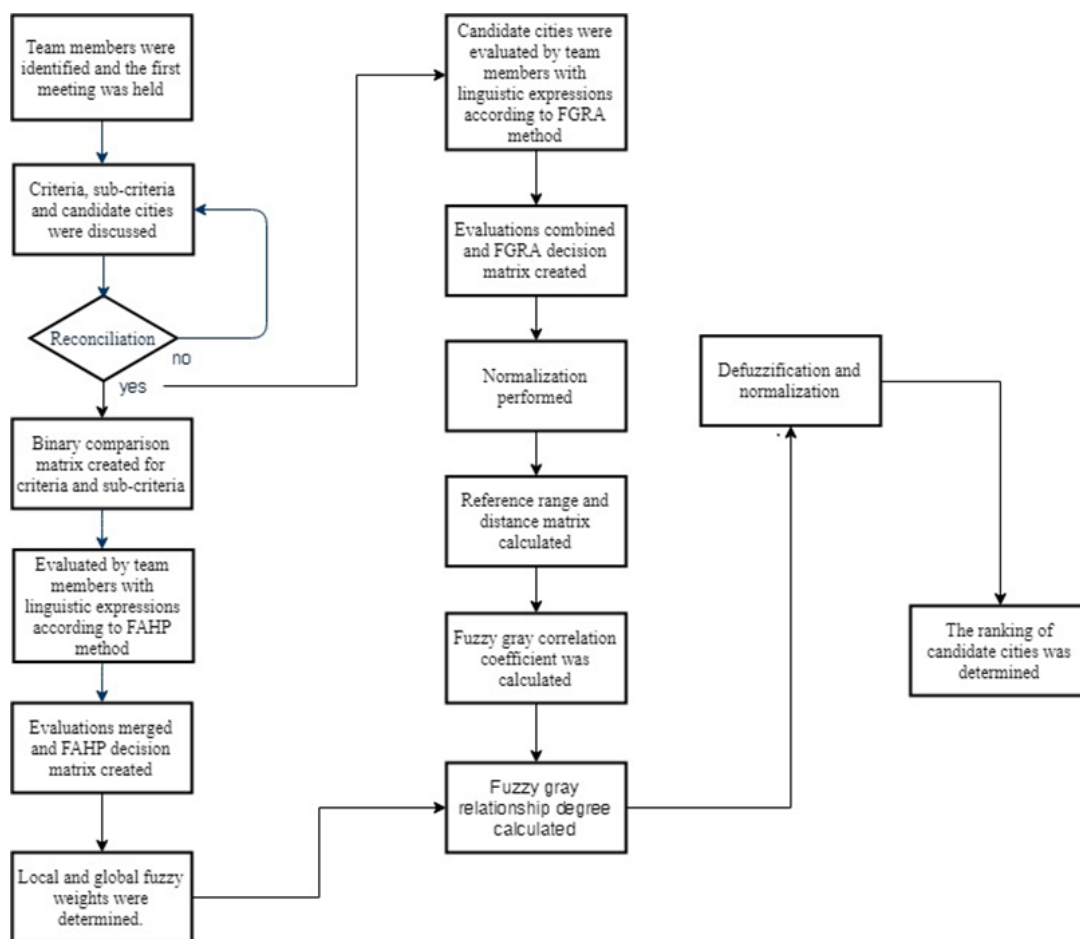 Team members were
identified and the first
meeting was held
Criteria, sub-criteria
and candidate cities
were discussed
Reconciliation
no
yes
Binary comparison
matrix created for
criteria and sub-criteria
Evaluated by team
members with
linguistic expressions
according to FAHP
method
Evaluations merged
and FAHP decision
matrix created
Local and global fuzzy
weights were
determined.
Candidate cities were
evaluated by team
members with
linguistic expressions
according to FGRA
method
Evaluations combined
and FGRA decision
matrix created
Normalization
performed
Reference range and
distance matrix
calculated
Fuzzy gray correlation
coefficient was
calculated
Fuzzy gray
relationship degree
calculated
Defuzzification and
normalization
The ranking of
candidate cities was
determined